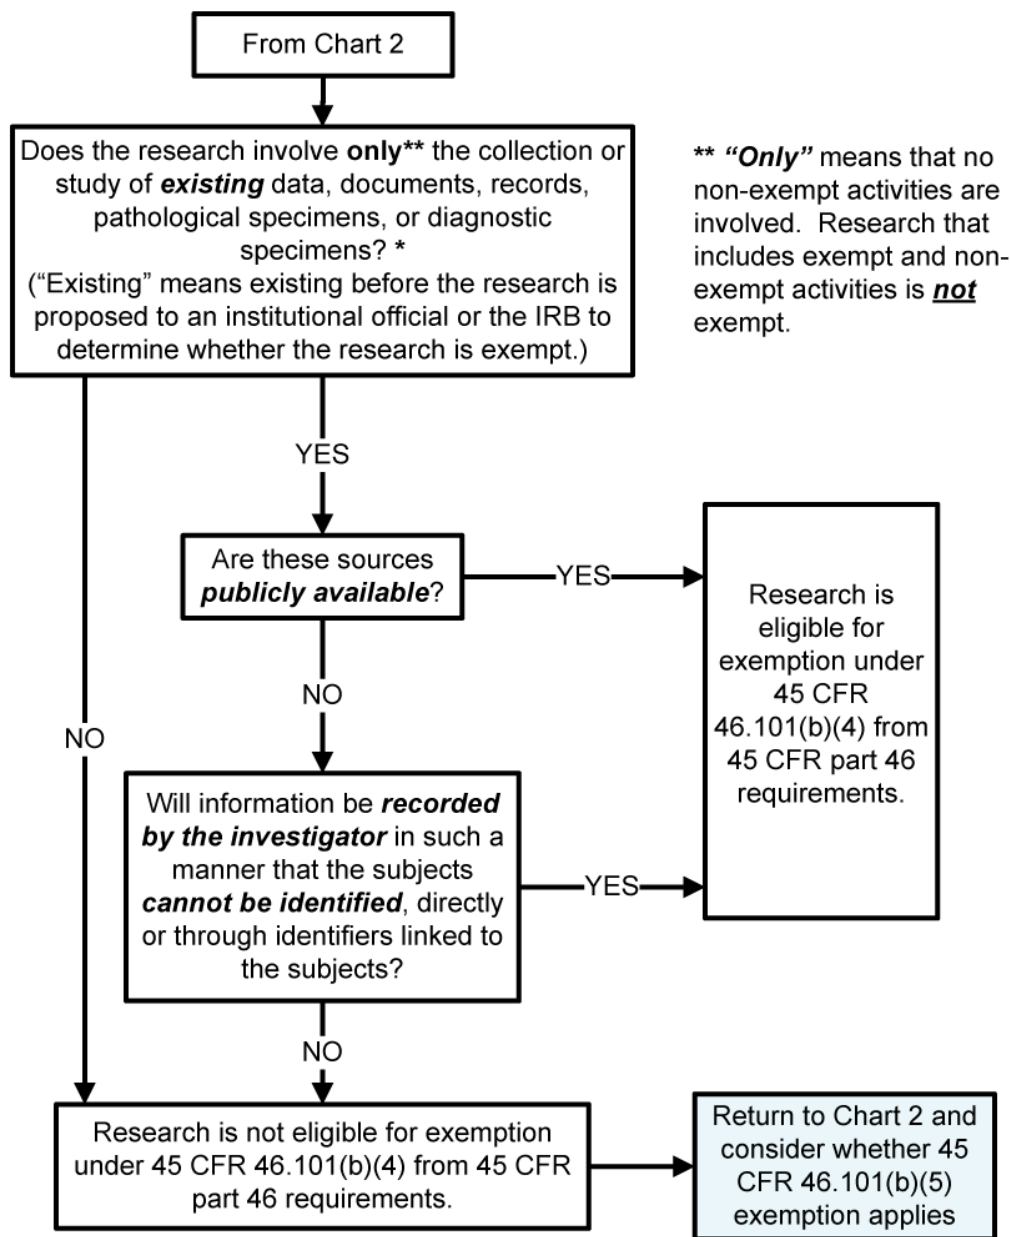 From Chart 2
Does the research involve only** the collection or
study of existing data, documents, records,
pathological specimens, or diagnostic
specimens? *
(“Existing” means existing before the research is
proposed to an institutional official or the IRB to
determine whether the research is exempt.)
** “Only” means that no
non-exempt activities are
involved.  Research that
includes exempt and non-
exempt activities is not
exempt.
YES
Are these sources
publicly available?
YES
Research is
eligible for
exemption under
45 CFR
46.101(b)(4) from
45 CFR part 46
requirements.
NO
NO
Will information be recorded
by the investigator in such a
manner that the subjects
cannot be identified, directly
or through identifiers linked to
the subjects?
YES
NO
Research is not eligible for exemption
under 45 CFR 46.101(b)(4) from 45 CFR
part 46 requirements.
Return to Chart 2 and
consider whether 45
CFR 46.101(b)(5)
exemption applies